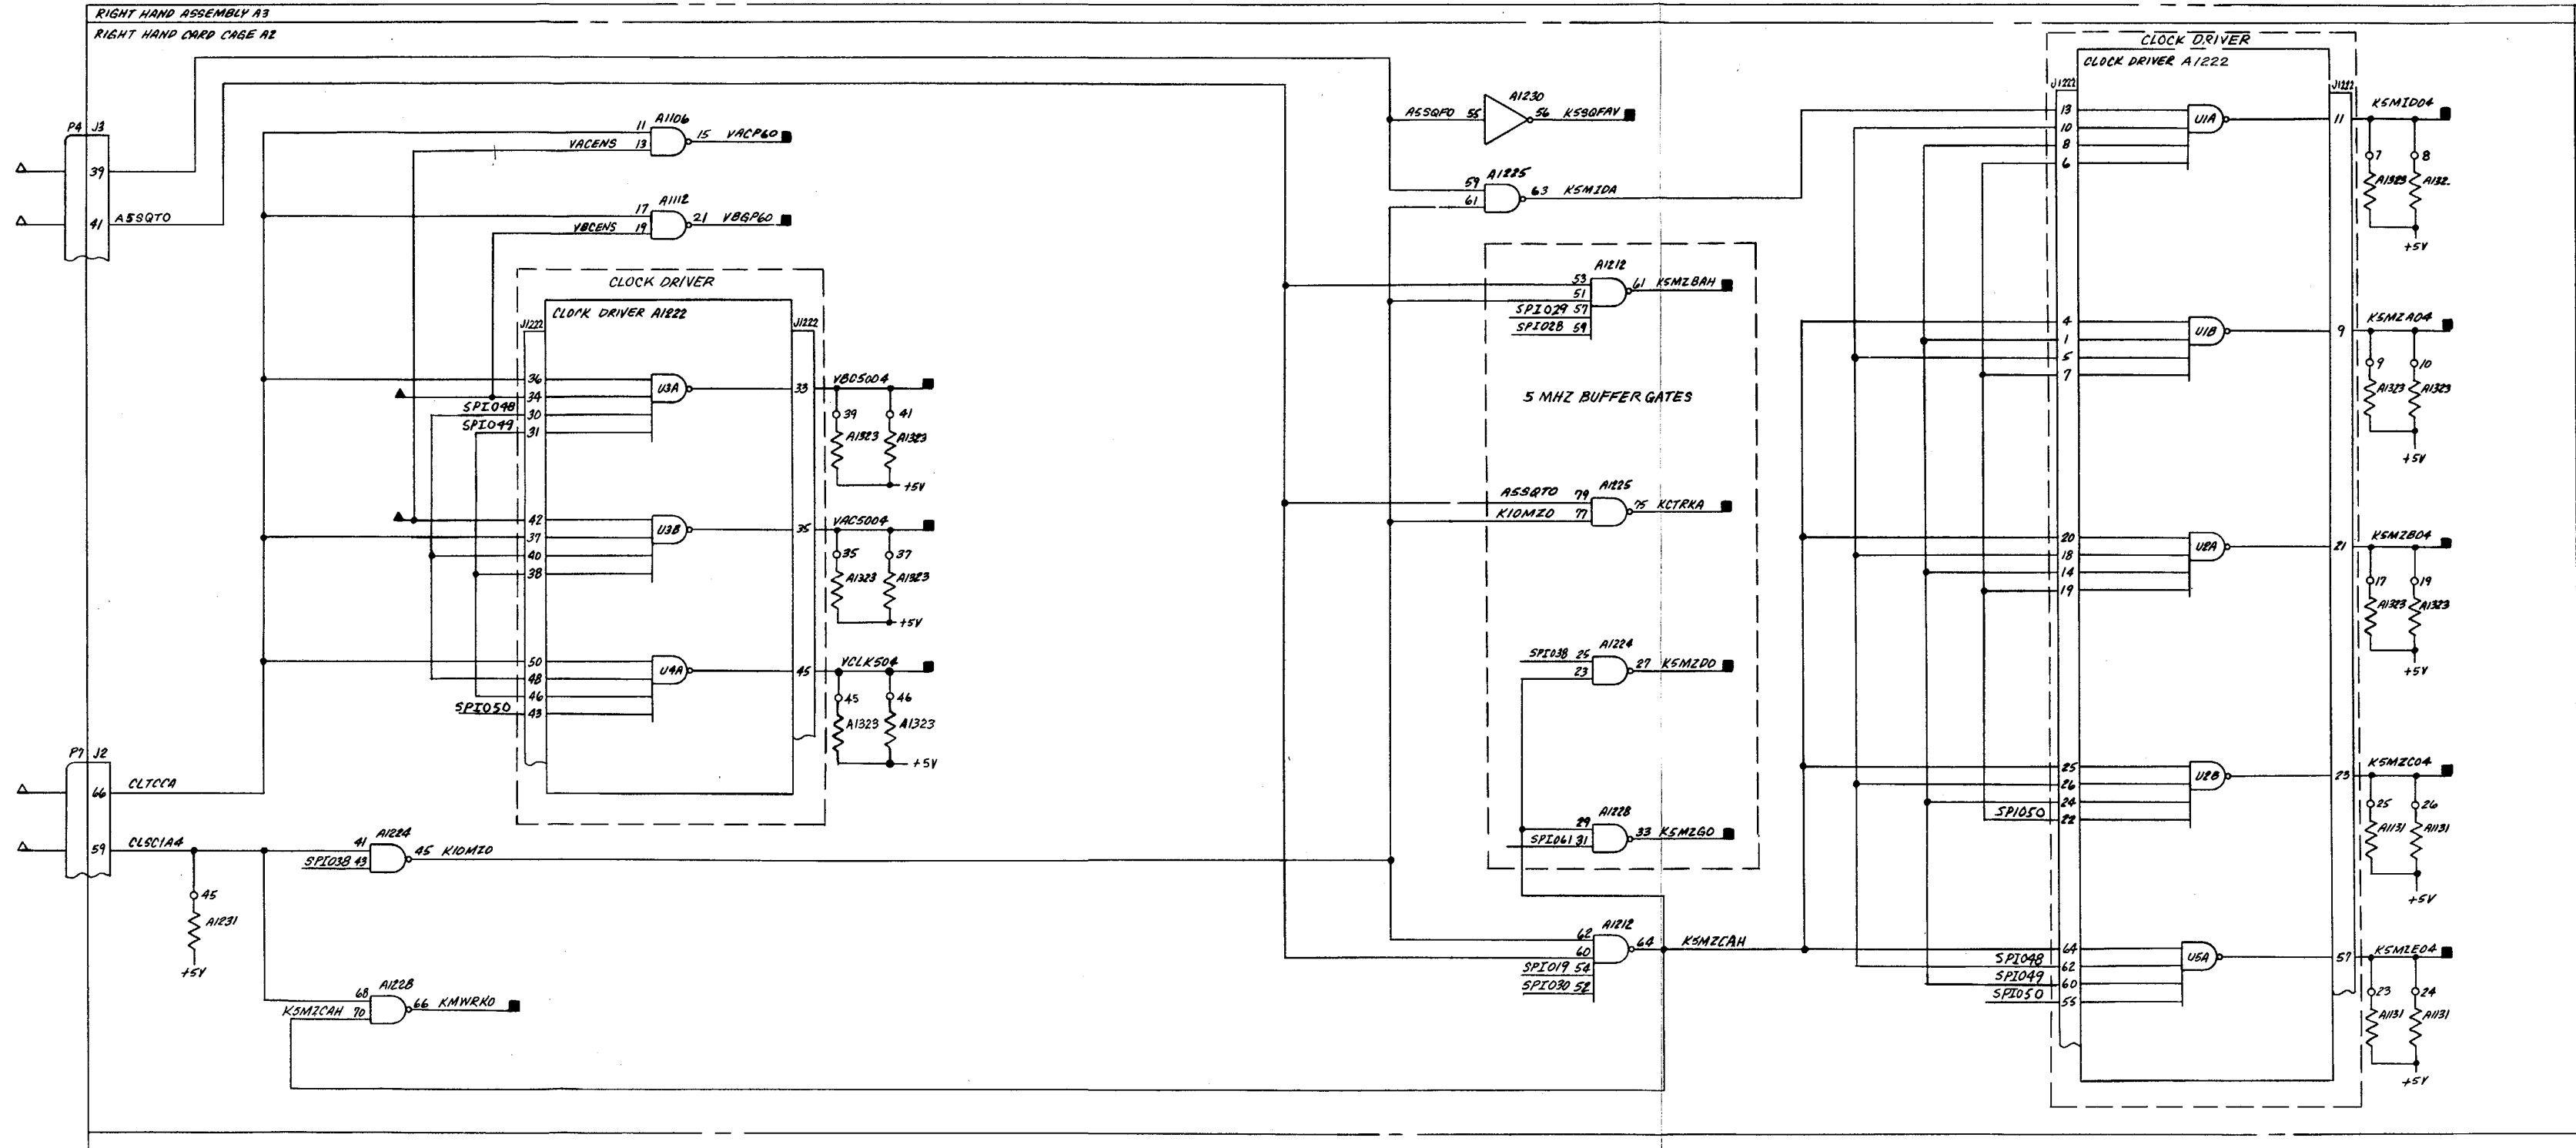 RIGHT HAND ASSEMBLY A3
RIGHT HAND CARD CAGE A2
P4 J3
39
41 A5SQTO
A1106
11
VACENS 13
15 VACP60
A1112
17
VBCENS 19
21 VBGP60
CLOCK DRIVER
CLOCK DRIVER A1222
J1222
J1222
36
34
SPI048 30
SPI049 31
U3A
33
VBD5004
39
41
A1323
A1323
+5V
42
37
40
38
U3B
35
VAC5004
35
37
A1323
A1323
+5V
50
48
46
SPI050 43
U4A
45
VCLK504
45
46
A1323
A1323
+5V
P7 J2
66 CLTCCA
59 CLSC1A4
45
A1231
+5V
A1224
41
SPI038 43
45 K10MZ0
A1228
68
K5MZCAH 70
66 KMWRK0
A1230
A5SQFO 55
56 K5SQFAV
A1225
59
61
63 K5MIDA
A1212
53
51
SPI029 57
SPI028 59
61 K5MZBAH
5 MHZ BUFFER GATES
A1225
A5SQTO 79
K10MZ0 77
75 KCTRKA
A1224
SPI038 25
23
27 K5MZD0
A1228
29
SPI061 31
33 K5MZG0
A1212
62
60
SPI019 54
SPI030 52
64 K5MZCAH
CLOCK DRIVER
CLOCK DRIVER A1222
J1222
J1222
13
10
8
6
U1A
11
K5MID04
7
8
A1323
A132
+5V
4
1
5
7
U1B
9
K5MZA04
9
10
A1323
A1323
+5V
20
18
14
19
U2A
21
K5MZB04
17
19
A1323
A1323
+5V
25
26
24
SPI050 22
U2B
23
K5MZC04
25
26
A1131
A1131
+5V
64
SPI048 62
SPI049 60
SPI050 55
U5A
57
K5MZE04
23
24
A1131
A1131
+5V